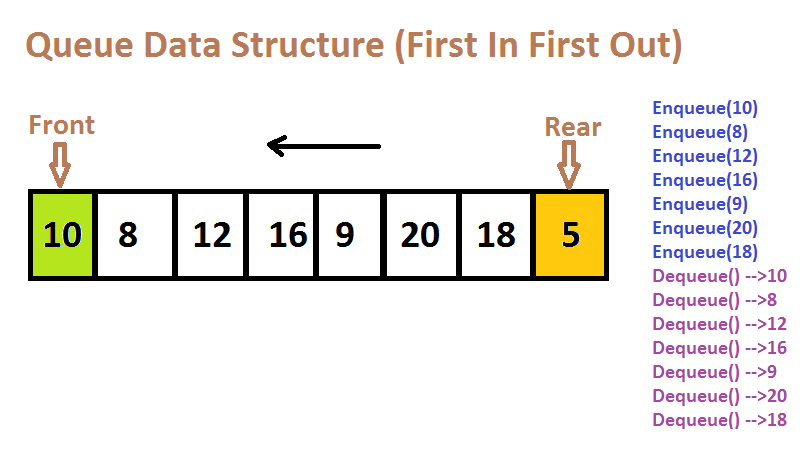 Queue Data Structure (First In First Out)
Front
Rear
10 8 12 16 9 20 18 5
Enqueue(10)
Enqueue(8)
Enqueue(12)
Enqueue(16)
Enqueue(9)
Enqueue(20)
Enqueue(18)
Dequeue() -->10
Dequeue() -->8
Dequeue() -->12
Dequeue() -->16
Dequeue() -->9
Dequeue() -->20
Dequeue() -->18